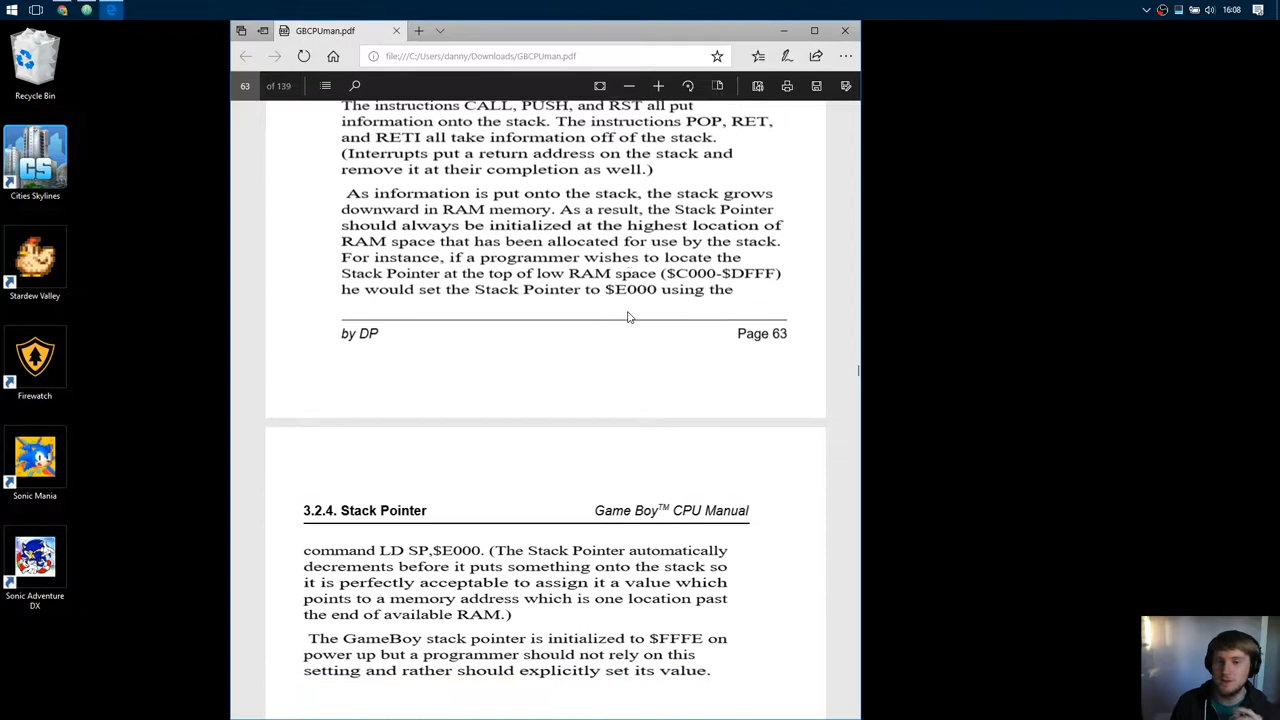 16:08
Recycle Bin
CS
Cities Skylines
Stardew Valley
Firewatch
Sonic Mania
Sonic Adventure
DX
GBCPUman.pdf
file:///C:/Users/danny/Downloads/GBCPUman.pdf
63 of 139
The instructions CALL, PUSH, and RST all put
information onto the stack. The instructions POP, RET,
and RETI all take information off of the stack.
(Interrupts put a return address on the stack and
remove it at their completion as well.)
As information is put onto the stack, the stack grows
downward in RAM memory. As a result, the Stack Pointer
should always be initialized at the highest location of
RAM space that has been allocated for use by the stack.
For instance, if a programmer wishes to locate the
Stack Pointer at the top of low RAM space ($C000-$DFFF)
he would set the Stack Pointer to $E000 using the
by DP Page 63
3.2.4. Stack Pointer Game Boy™ CPU Manual
command LD SP,$E000. (The Stack Pointer automatically
decrements before it puts something onto the stack so
it is perfectly acceptable to assign it a value which
points to a memory address which is one location past
the end of available RAM.)
The GameBoy stack pointer is initialized to $FFFE on
power up but a programmer should not rely on this
setting and rather should explicitly set its value.